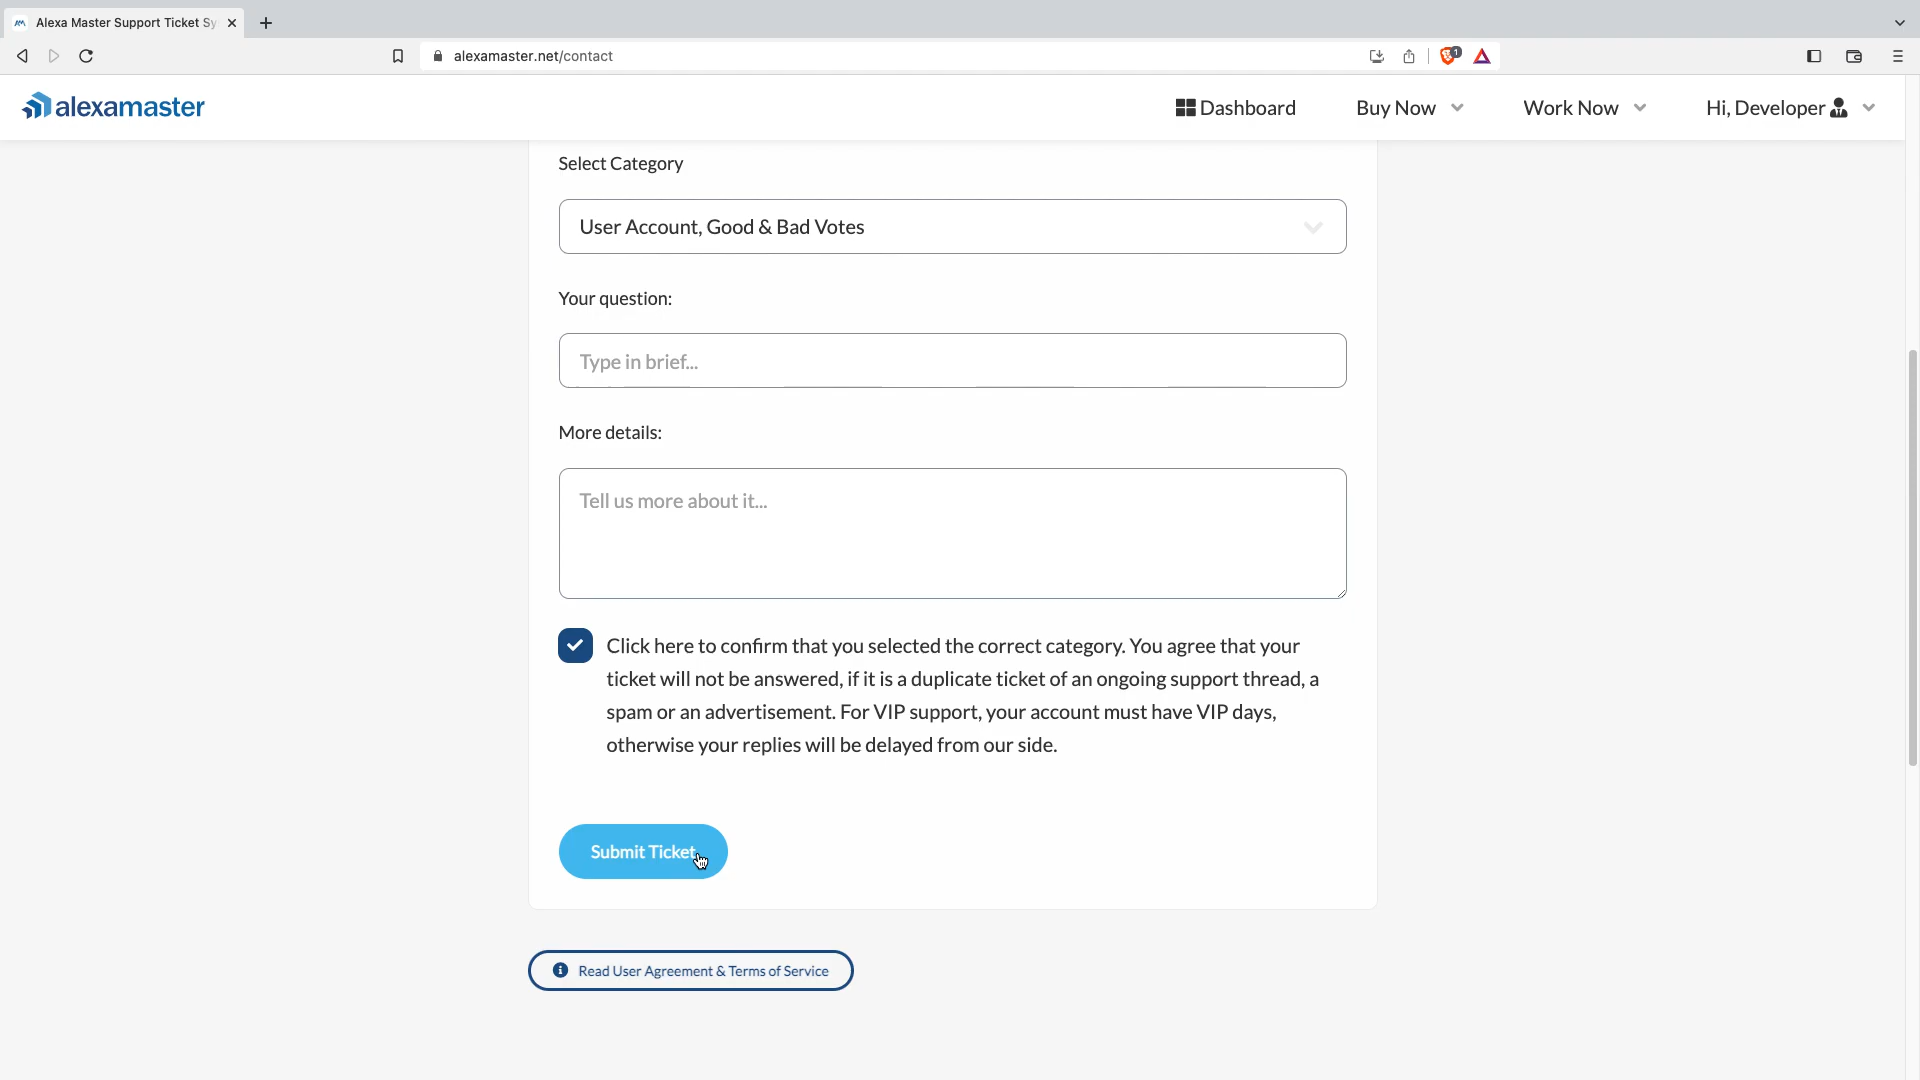 Alexa Master Support Ticket Sy
alexamaster.net/contact
1
alexamaster
Dashboard
Buy Now
Work Now
Hi, Developer
Select Category
User Account, Good & Bad Votes
Your question:
Type in brief...
More details:
Tell us more about it...
Click here to confirm that you selected the correct category. You agree that your
ticket will not be answered, if it is a duplicate ticket of an ongoing support thread, a
spam or an advertisement. For VIP support, your account must have VIP days,
otherwise your replies will be delayed from our side.
Submit Ticket
Read User Agreement & Terms of Service